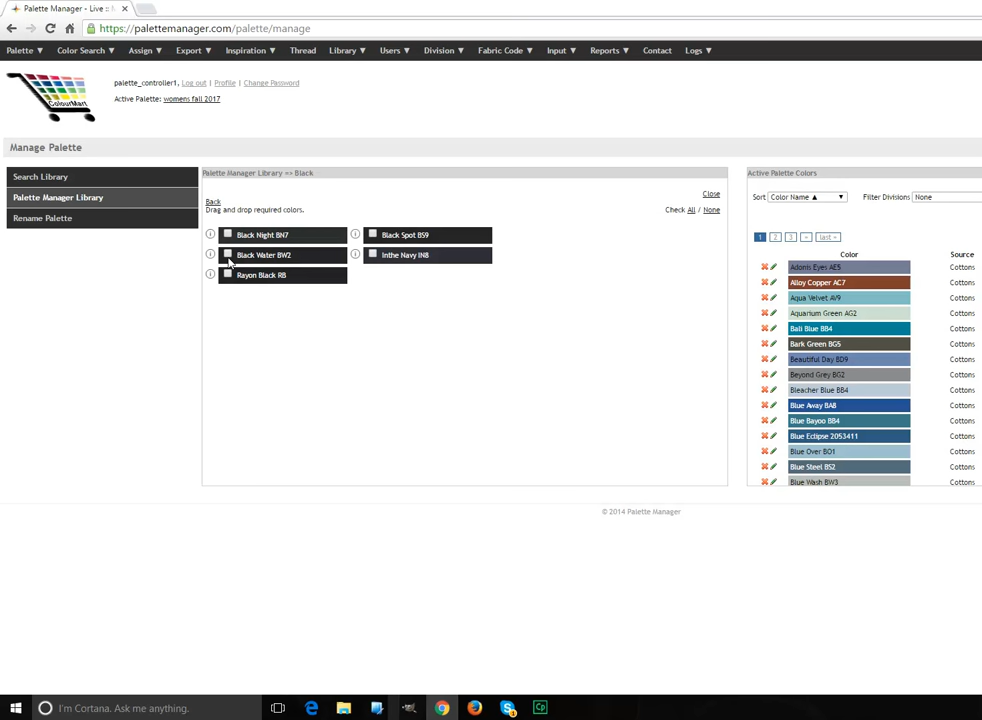 Palette Manager - Live :: M
https://palettemanager.com/palette/manage
Palette ▼ Color Search ▼ Assign ▼ Export ▼ Inspiration ▼ Thread Library ▼ Users ▼ Division ▼ Fabric Code ▼ Input ▼ Reports ▼ Contact Logs ▼
ColourMart
palette_controller1, Log out | Profile | Change Password
Active Palette: womens fall 2017
Manage Palette
Search Library
Palette Manager Library
Rename Palette
Palette Manager Library => Black
Close
Back
Drag and drop required colors.
Check All / None
Black Night BN7
Black Spot BS9
Black Water BW2
Inthe Navy IN8
Rayon Black RB
Active Palette Colors
Sort Color Name ▲ ▼ Filter Divisions None
1 2 3 » last »
Color Source
Adonis Eyes AE5 Cottons
Alloy Copper AC7 Cottons
Aqua Velvet AV9 Cottons
Aquarium Green AG2 Cottons
Bali Blue BB4 Cottons
Bark Green BG5 Cottons
Beautiful Day BD9 Cottons
Beyond Grey BG2 Cottons
Bleacher Blue BB4 Cottons
Blue Away BA8 Cottons
Blue Bayoo BB4 Cottons
Blue Eclipse 2053411 Cottons
Blue Over BO1 Cottons
Blue Steel BS2 Cottons
Blue Wash BW3 Cottons
© 2014 Palette Manager
I'm Cortana. Ask me anything.
Cp